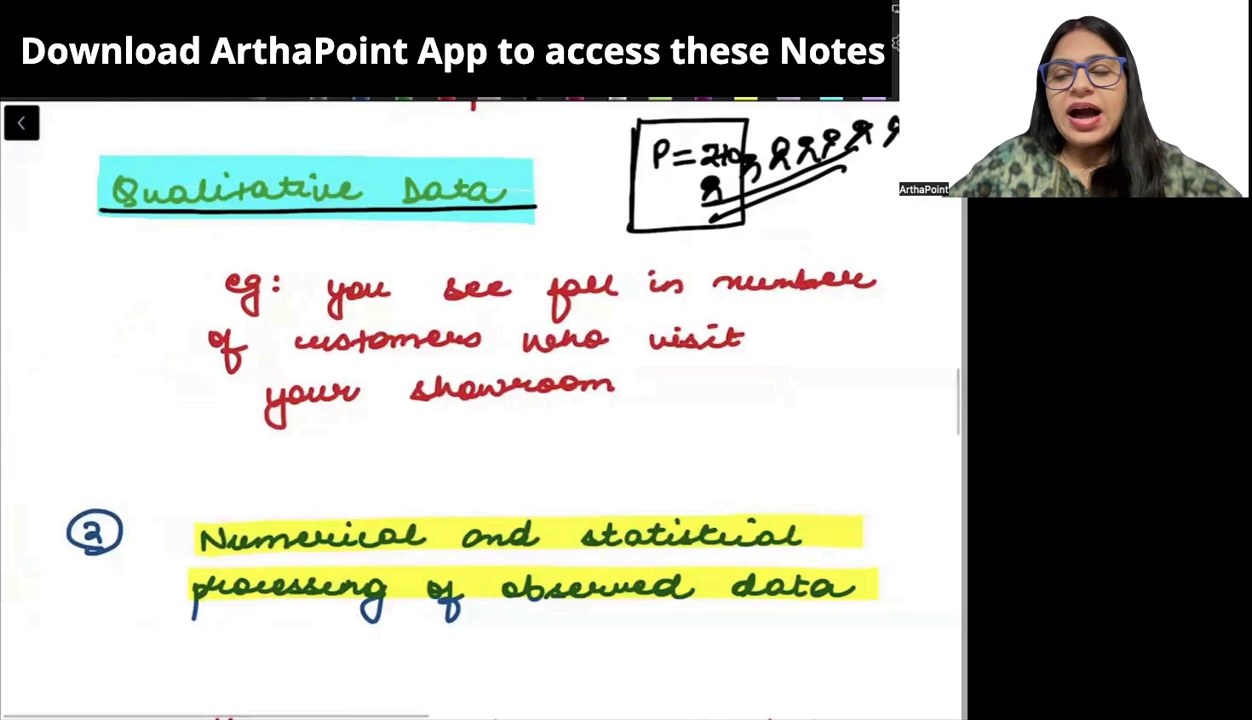 Download ArthaPoint App to access these Notes
ArthaPoint
Qualitative Data
P =
eg: you see fall in number
of customers who visit
your showroom
2
Numerical and statistical
processing of observed data